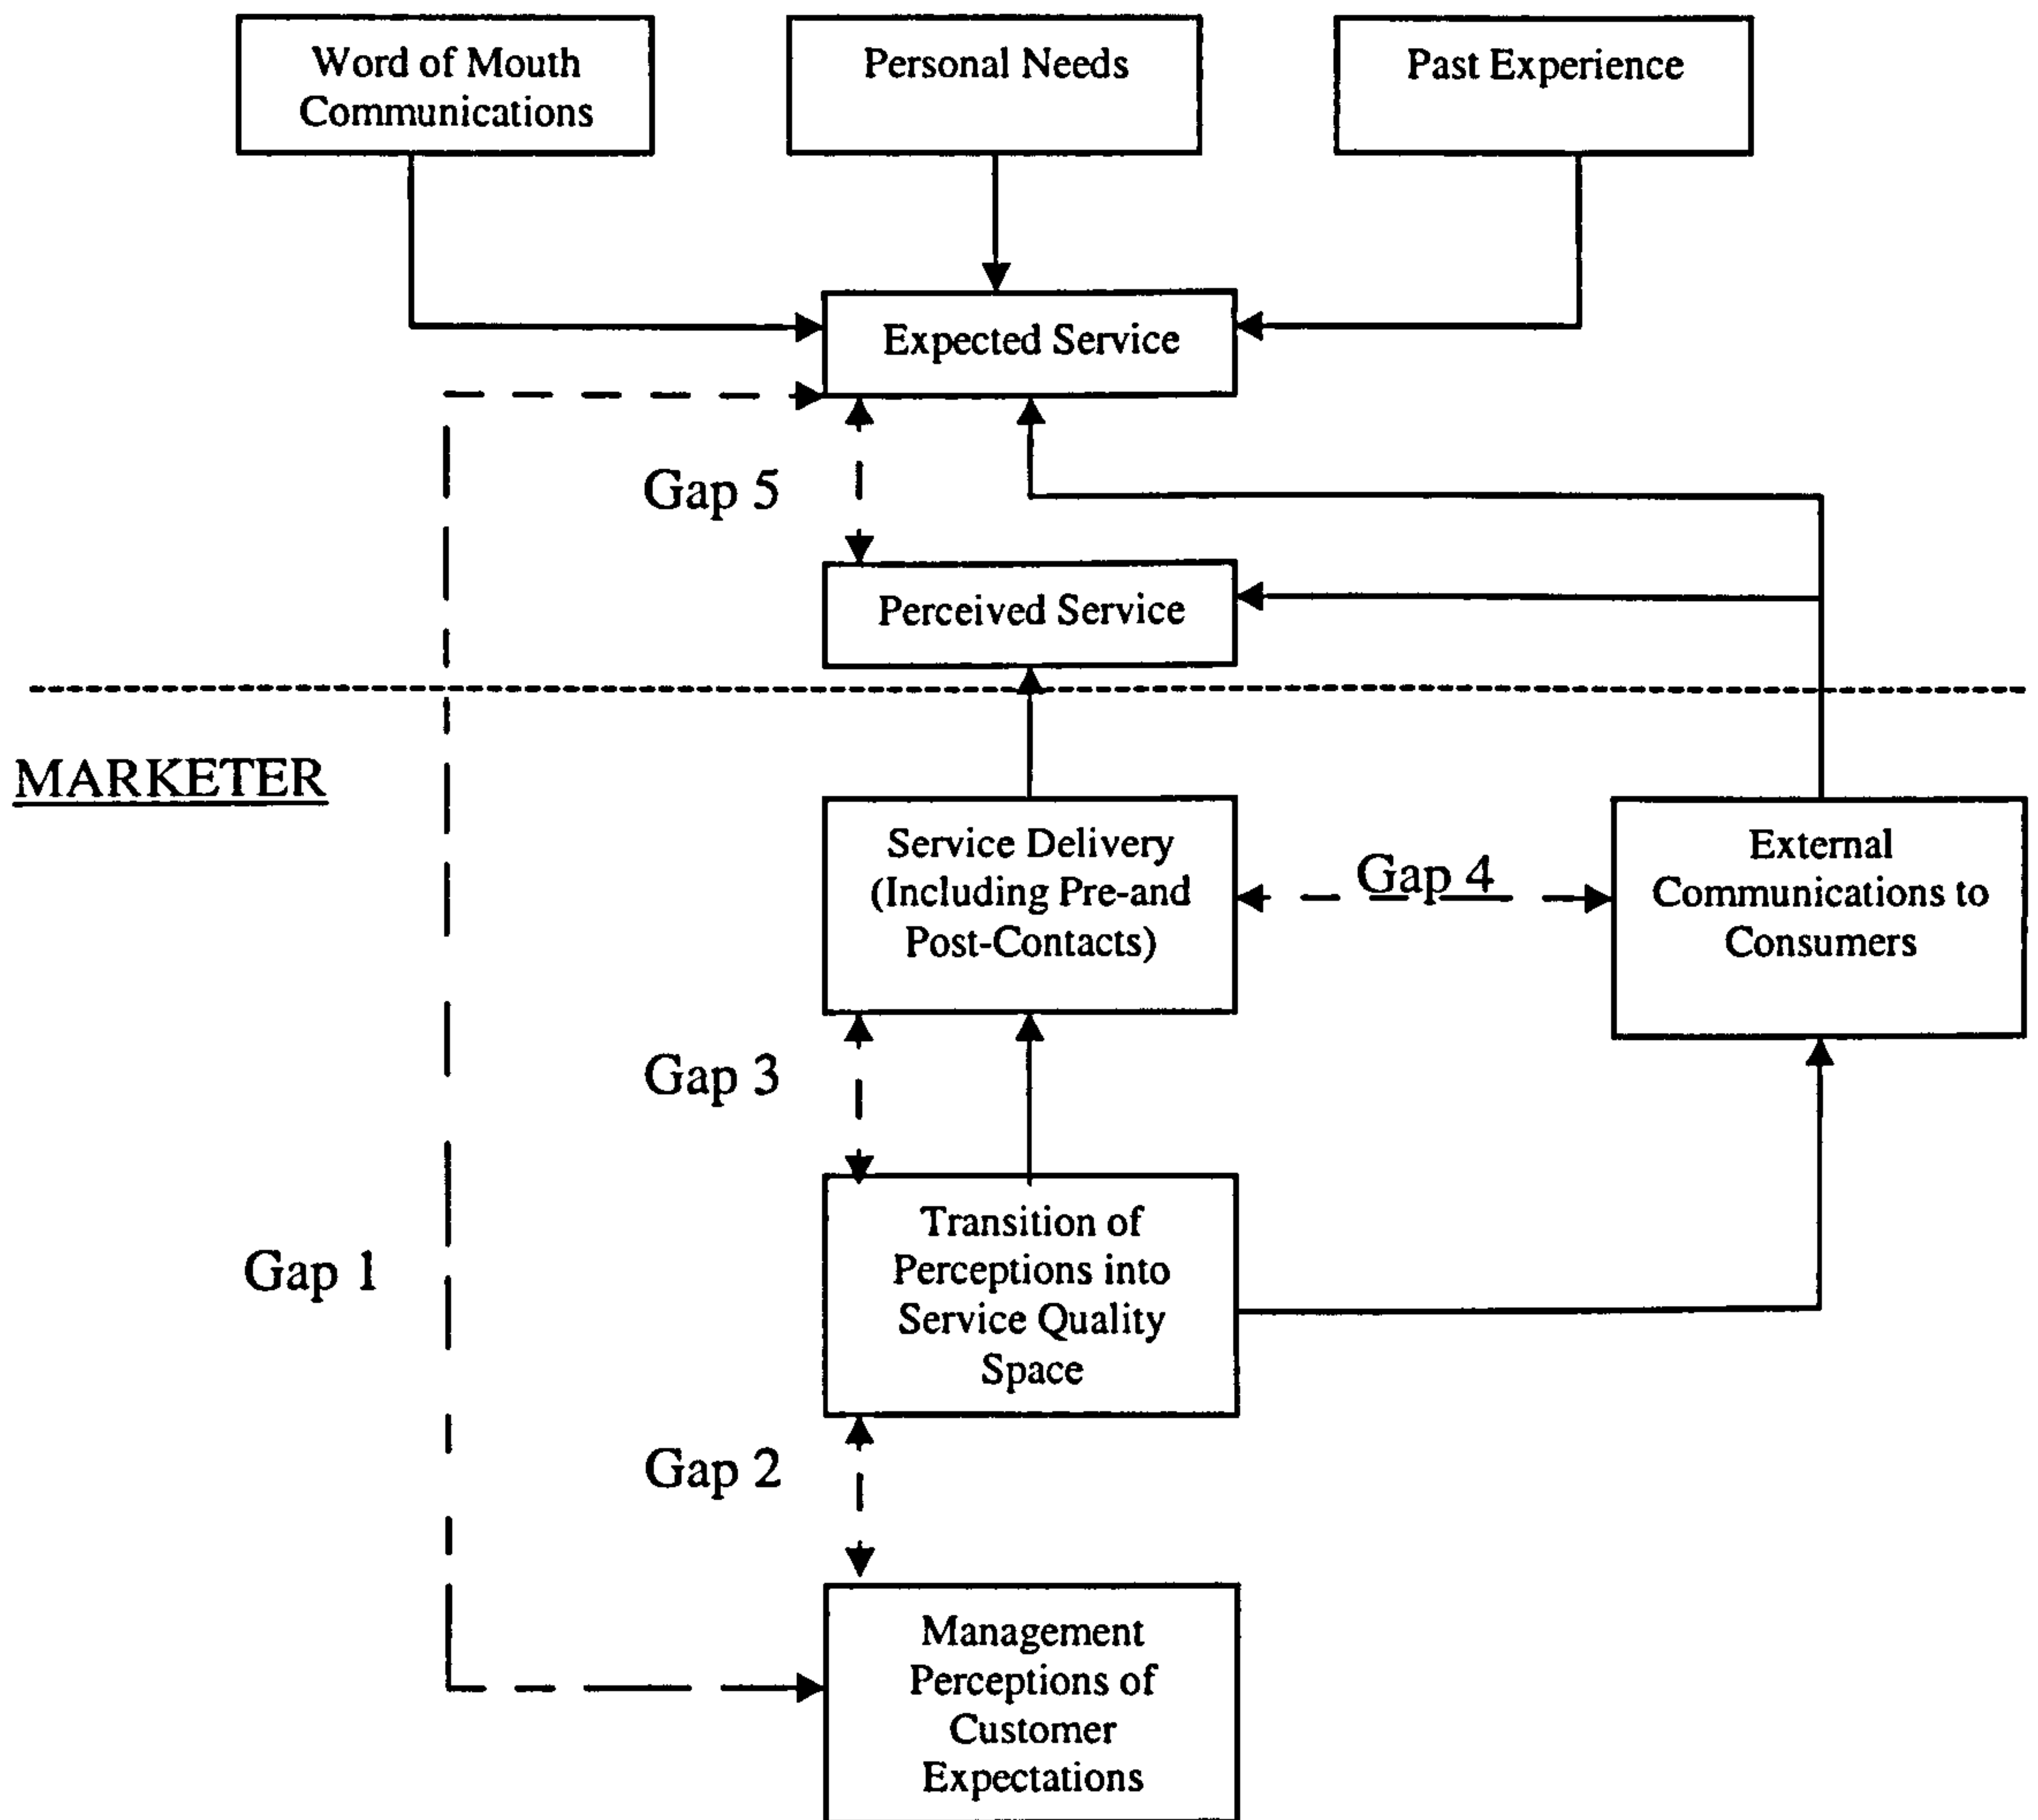 Word of Mouth
Communications
Personal Needs
Past Experience
Expected Service
Gap 5
Perceived Service
MARKETER
Service Delivery
(Including Pre-and
Post-Contacts)
Gap 4
External
Communications to
Consumers
Gap 3
Transition of
Perceptions into
Service Quality
Space
Gap 1
Gap 2
Management
Perceptions of
Customer
Expectations